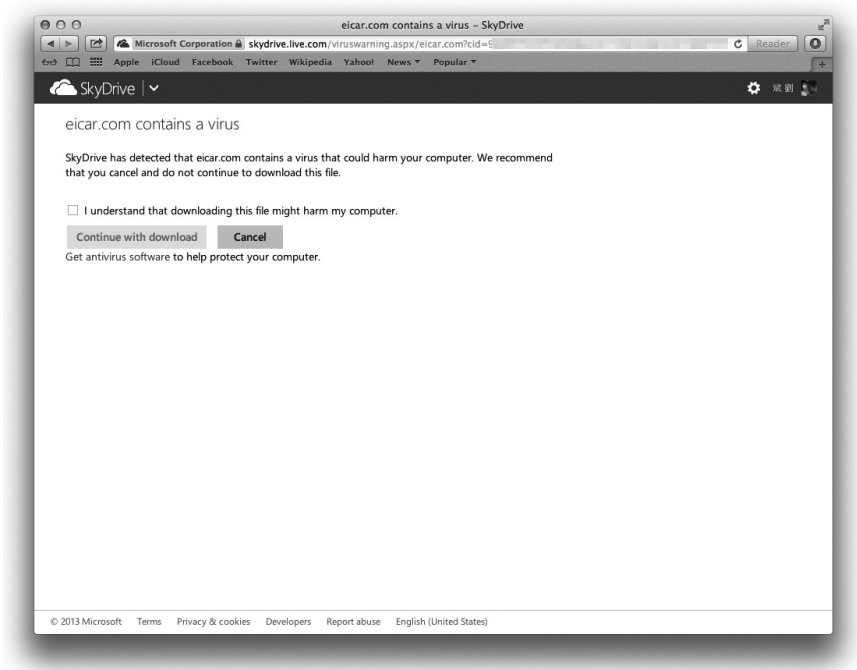 eicar.com contains a virus – SkyDrive
Microsoft Corporation skydrive.live.com/viruswarning.aspx/eicar.com?cid=9
Reader
Apple iCloud Facebook Twitter Wikipedia Yahoo! News Popular
SkyDrive
斌 劉
eicar.com contains a virus
SkyDrive has detected that eicar.com contains a virus that could harm your computer. We recommend
that you cancel and do not continue to download this file.
I understand that downloading this file might harm my computer.
Continue with download Cancel
Get antivirus software to help protect your computer.
© 2013 Microsoft Terms Privacy & cookies Developers Report abuse English (United States)